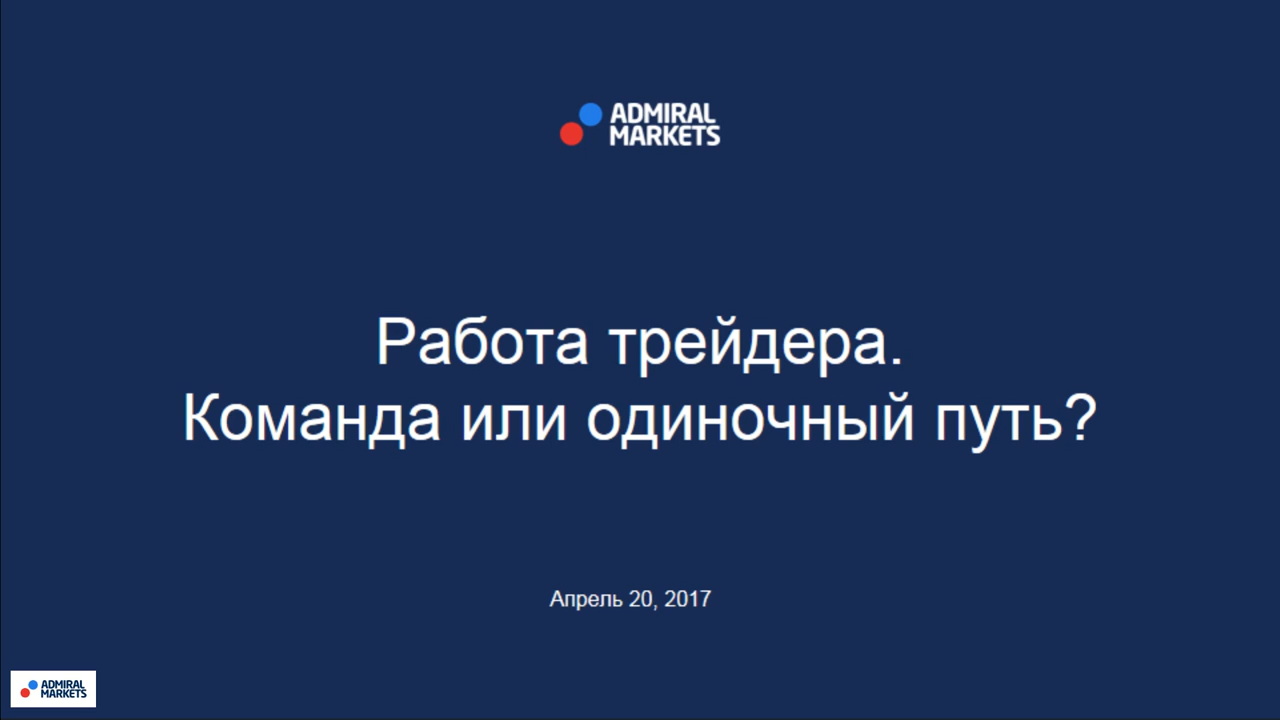 ADMIRAL
MARKETS
Работа трейдера.
Команда или одиночный путь?
Апрель 20, 2017
ADMIRAL
MARKETS